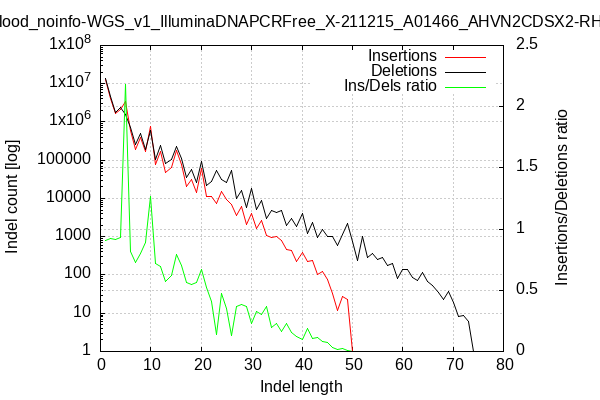 lood_noinfo-WGS_v1_IlluminaDNAPCRFree_X-211215_A01466_AHVN2CDSX2-RH
Insertions
Deletions
Ins/Dels ratio
Indel count [log]
1x10^8
1x10^7
1x10^6
100000
10000
1000
100
10
1
2.5
2
1.5
1
0.5
0
Insertions/Deletions ratio
0 10 20 30 40 50 60 70 80
Indel length